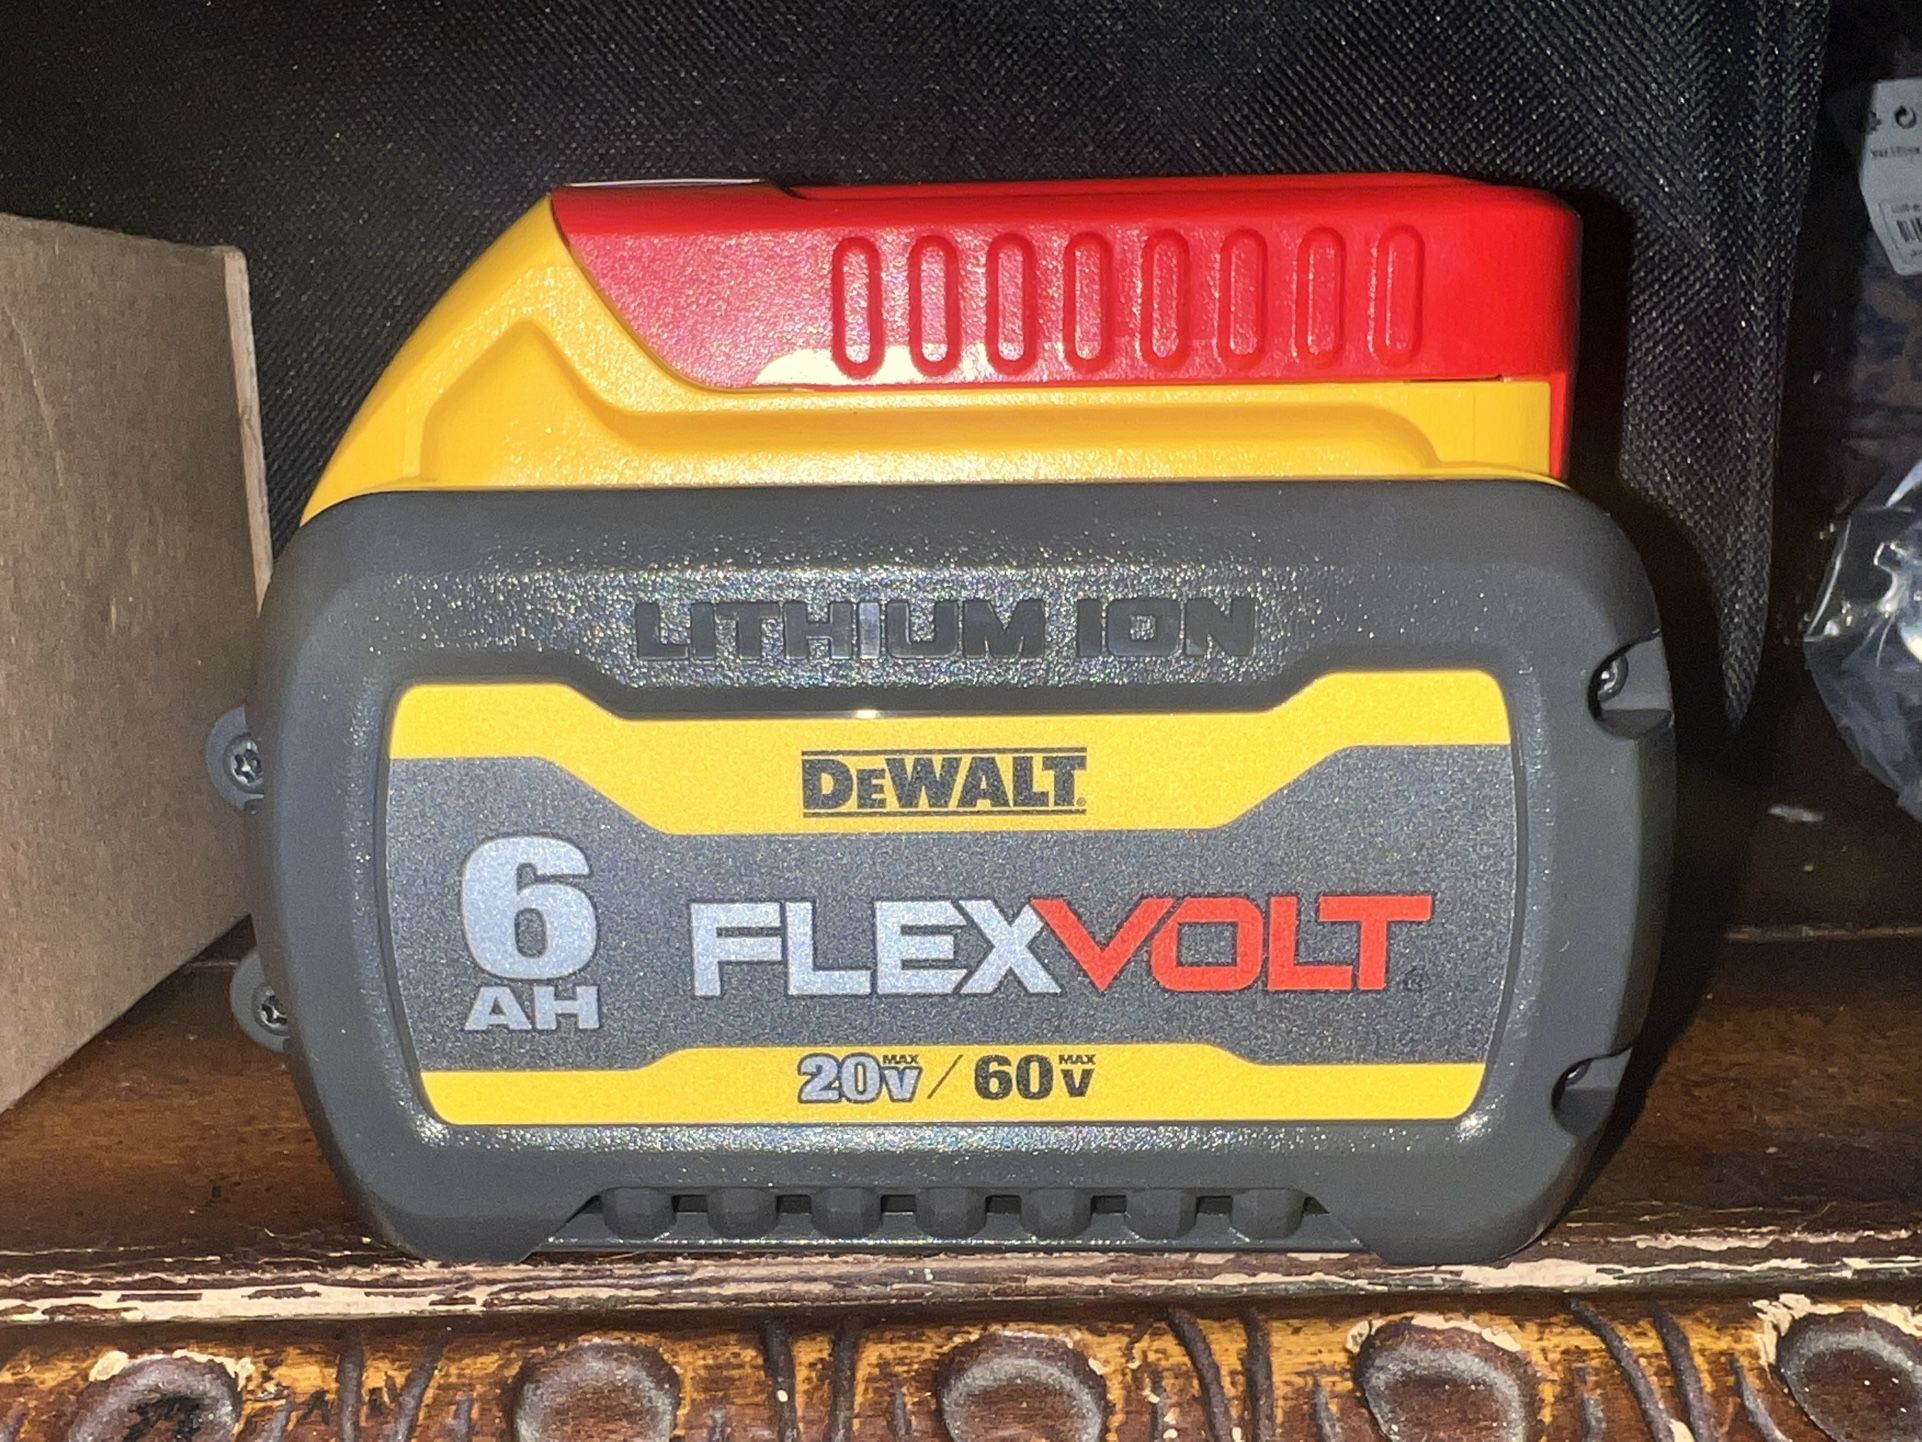 LITHIUM ION
DEWALT
6
AH
FLEXVOLT
20V MAX / 60V MAX